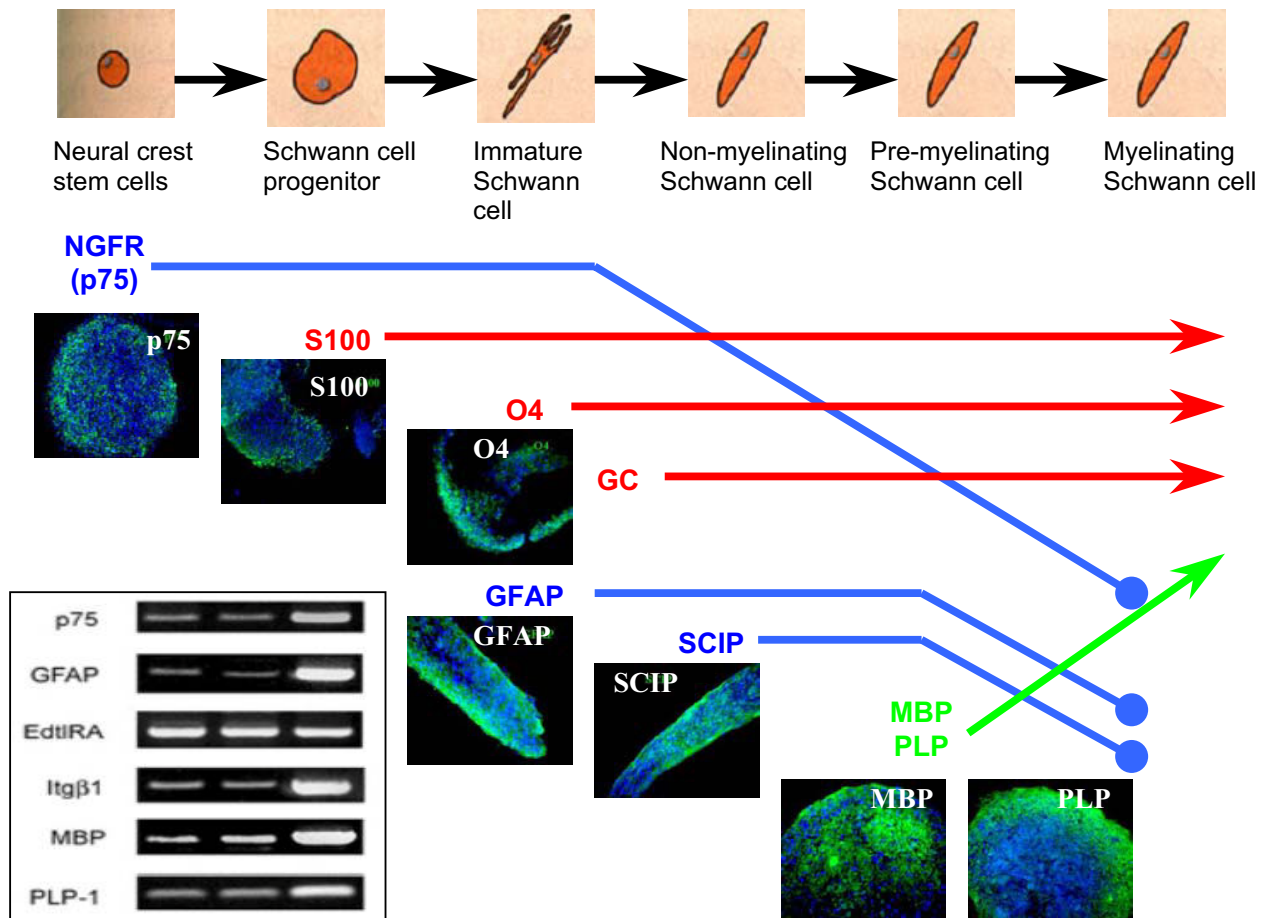 Neural crest
stem cells
Schwann cell
progenitor
Immature
Schwann
cell
Non-myelinating
Schwann cell
Pre-myelinating
Schwann cell
Myelinating
Schwann cell
NGFR
(p75)
p75
S100
S100
O4
O4
O4
GC
GFAP
GFAP
SCIP
SCIP
MBP
PLP
MBP
PLP
p75
GFAP
EdtlRA
Itgβ1
MBP
PLP-1